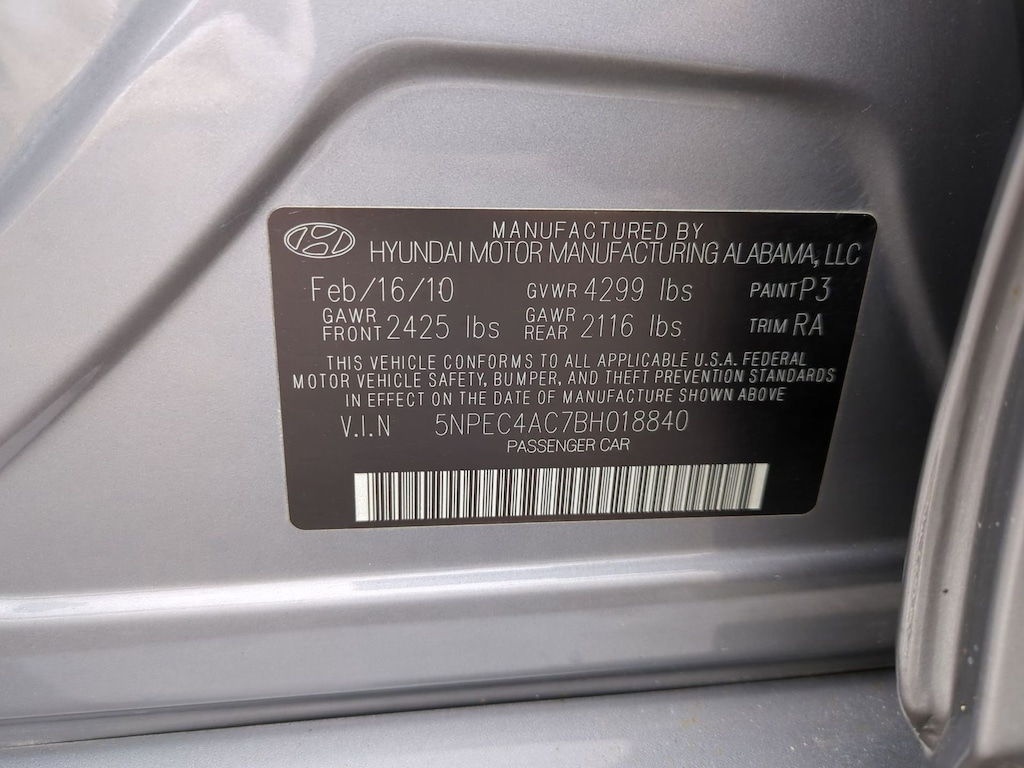 MANUFACTURED BY
HYUNDAI MOTOR MANUFACTURING ALABAMA, LLC
Feb/16/10 GVWR 4299 lbs PAINT P3
GAWR FRONT 2425 lbs GAWR REAR 2116 lbs TRIM RA
THIS VEHICLE CONFORMS TO ALL APPLICABLE U.S.A. FEDERAL
MOTOR VEHICLE SAFETY, BUMPER, AND THEFT PREVENTION STANDARDS
IN EFFECT ON THE DATE OF MANUFACTURE SHOWN ABOVE
V.I.N 5NPEC4AC7BH018840
PASSENGER CAR